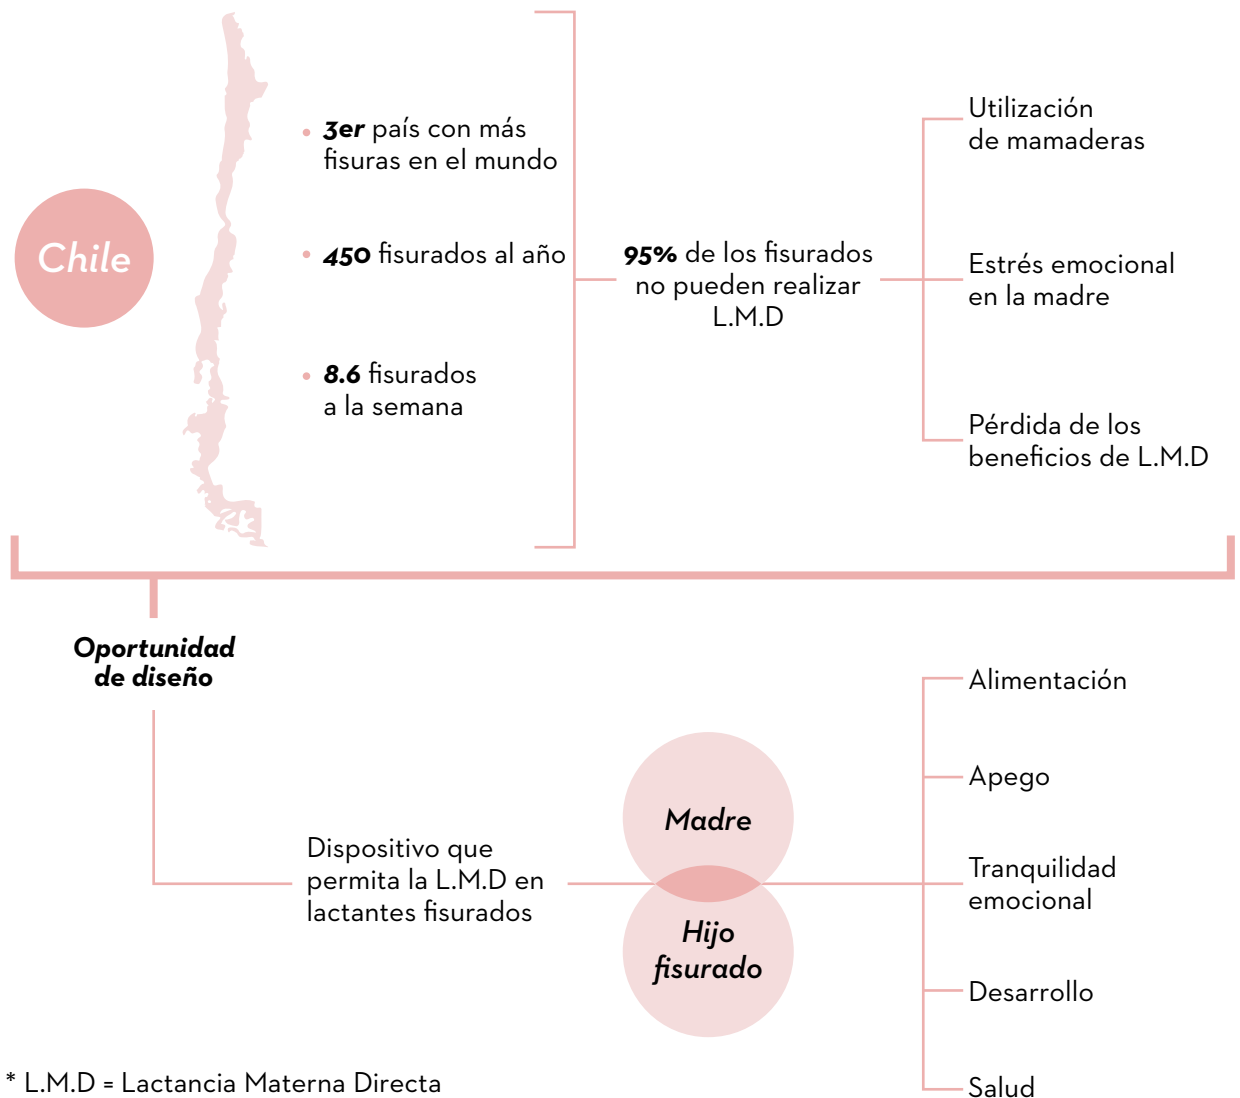 Chile
3er país con más
fisuras en el mundo
450 fisurados al año
8.6 fisurados
a la semana
95% de los fisurados
no pueden realizar
L.M.D
Utilización
de mamaderas
Estrés emocional
en la madre
Pérdida de los
beneficios de L.M.D
Oportunidad
de diseño
Dispositivo que
permita la L.M.D en
lactantes fisurados
Madre
Hijo
fisurado
Alimentación
Apego
Tranquilidad
emocional
Desarrollo
Salud
* L.M.D = Lactancia Materna Directa